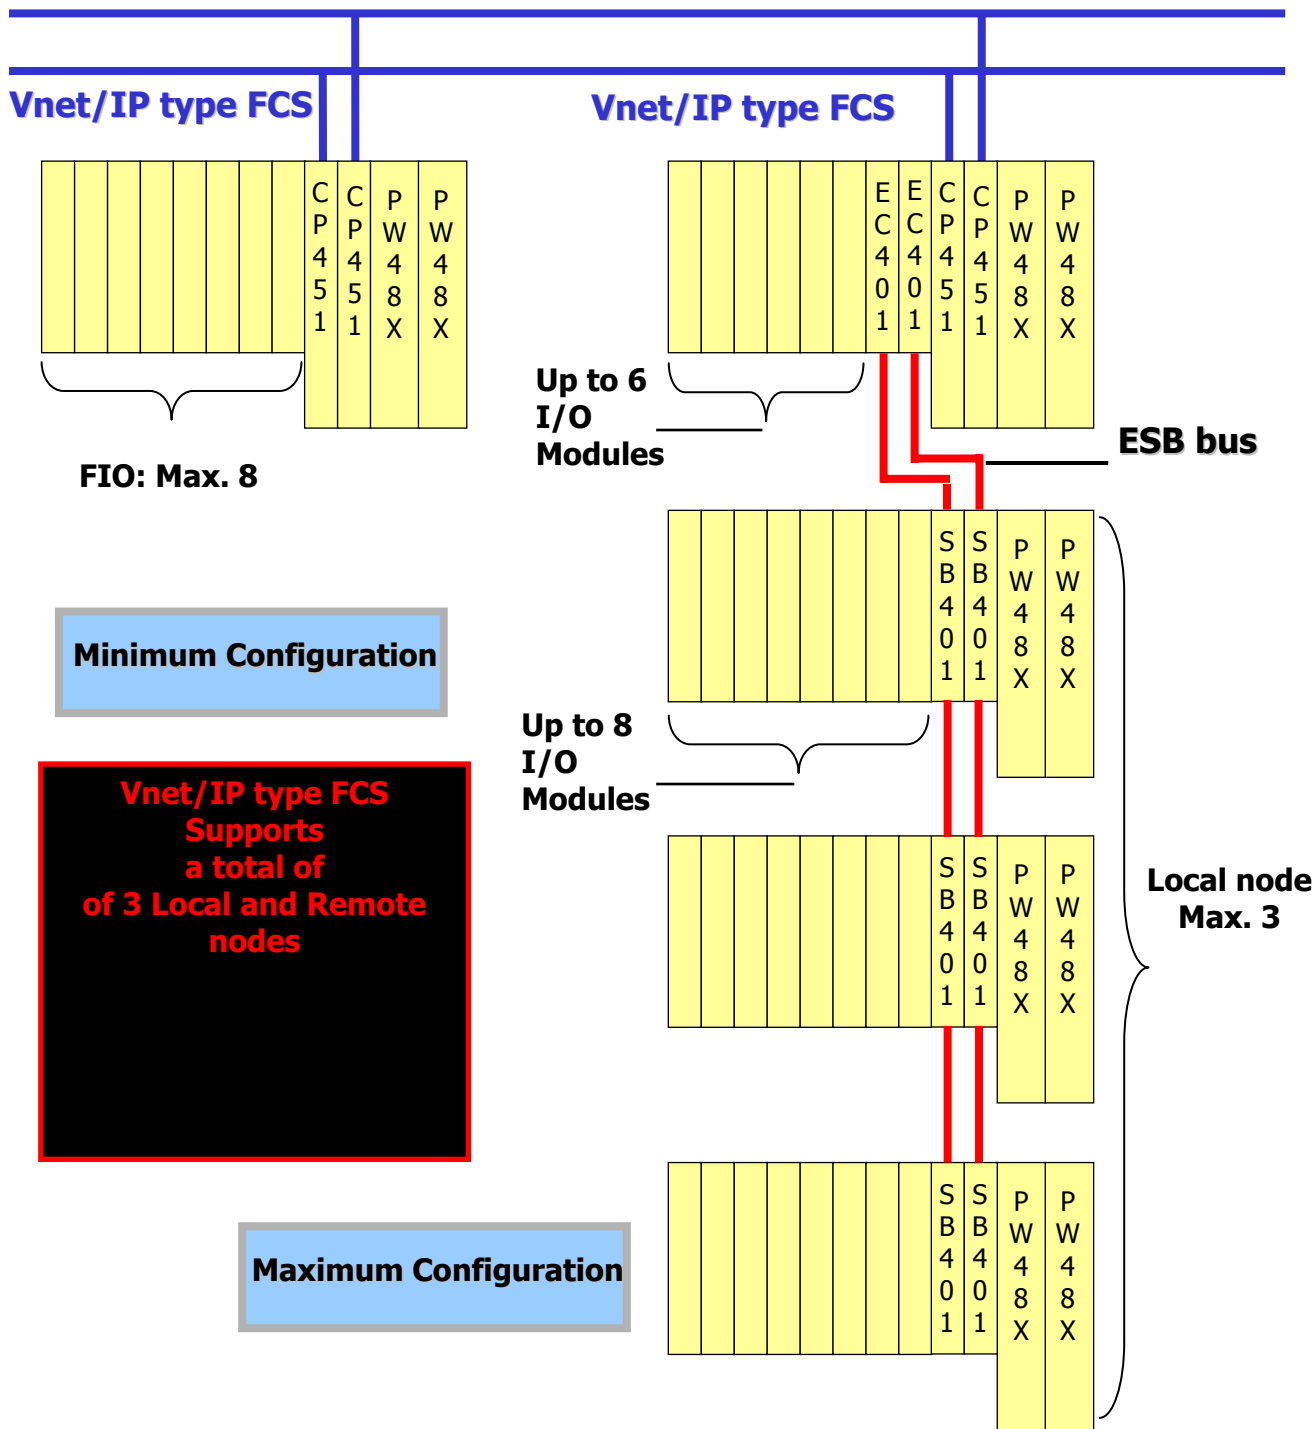 Vnet/IP type FCS
Vnet/IP type FCS
CP451
CP451
PW48X
PW48X
EC401
EC401
CP451
CP451
PW48X
PW48X
FIO: Max. 8
Up to 6
I/O
Modules
ESB bus
SB401
SB401
PW48X
PW48X
Minimum Configuration
Up to 8
I/O
Modules
Vnet/IP type FCS
Supports
a total of
of 3 Local and Remote
nodes
SB401
SB401
PW48X
PW48X
Local node
Max. 3
SB401
SB401
PW48X
PW48X
Maximum Configuration